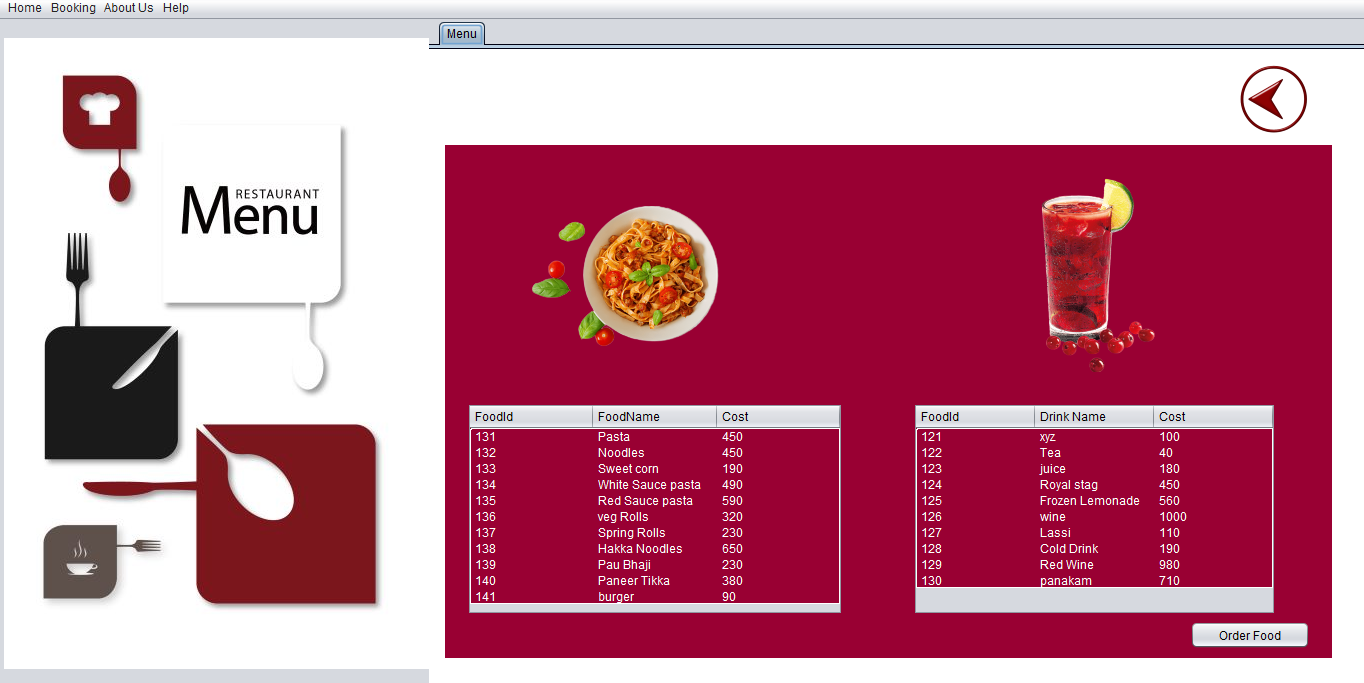 Home Booking About Us Help
Menu
RESTAURANT
Menu
FoodId FoodName Cost
131 Pasta 450
132 Noodles 450
133 Sweet corn 190
134 White Sauce pasta 490
135 Red Sauce pasta 590
136 veg Rolls 320
137 Spring Rolls 230
138 Hakka Noodles 650
139 Pau Bhaji 230
140 Paneer Tikka 380
141 burger 90
FoodId Drink Name Cost
121 xyz 100
122 Tea 40
123 juice 180
124 Royal stag 450
125 Frozen Lemonade 560
126 wine 1000
127 Lassi 110
128 Cold Drink 190
129 Red Wine 980
130 panakam 710
Order Food